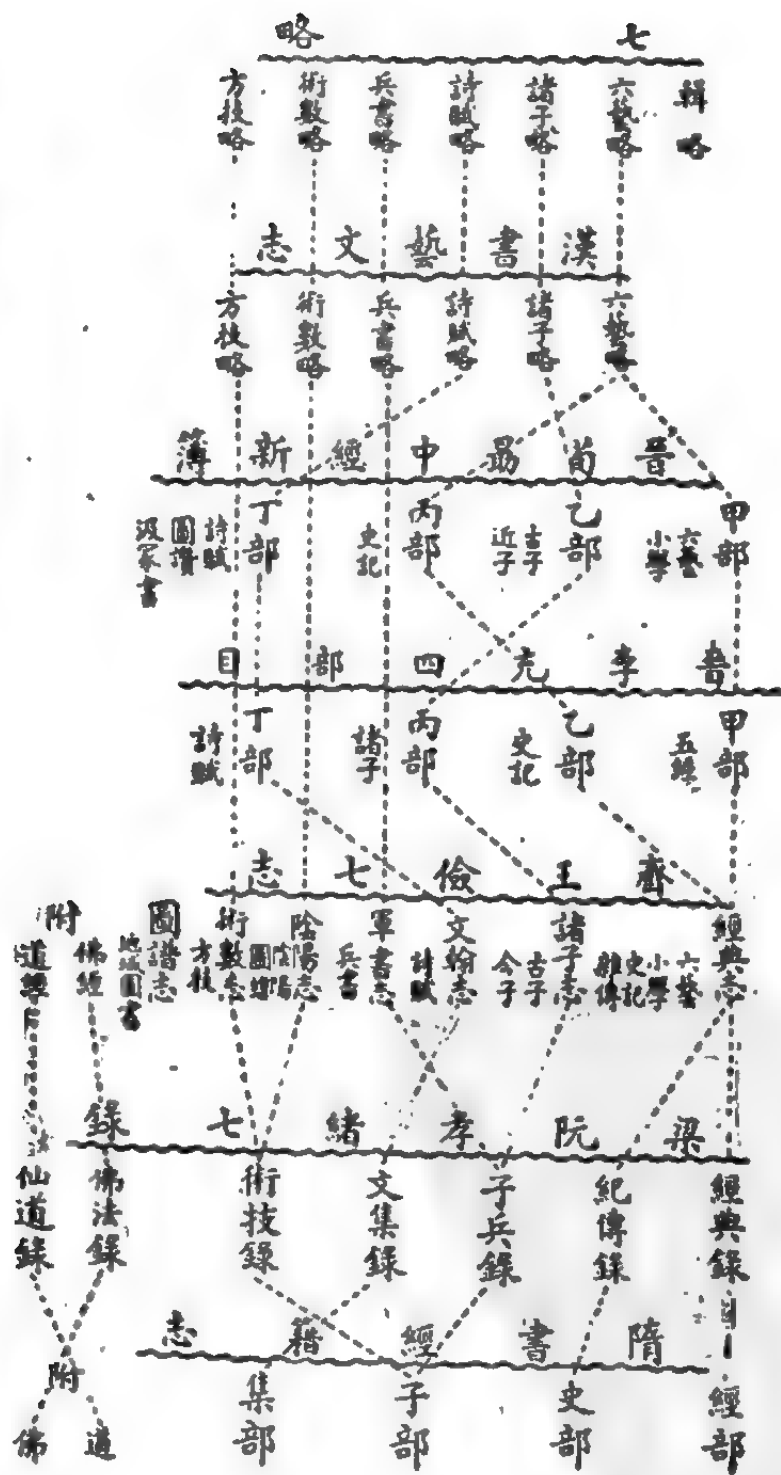 七略
輯略
六藝略
諸子略
詩賦略
兵書略
術數略
方技略
漢書藝文志
六藝略
諸子略
詩賦略
兵書略
術數略
方技略
晉荀勗中經新簿
甲部
六藝
小學
乙部
古子
近子
丙部
史記
丁部
詩賦
圖讚
汲冢書
晉李充四部目
甲部
五經
乙部
史記
丙部
諸子
丁部
詩賦
齊王儉七志
經典志
六藝
小學
史記
雜傳
諸子志
古子
今子
文翰志
詩賦
軍書志
兵書
陰陽志
陰陽
圖緯
術數志
方技
圖譜志
地域圖書
附
佛經
道經
梁阮孝緒七錄
經典錄
紀傳錄
子兵錄
文集錄
術技錄
佛法錄
仙道錄
隋書經籍志
經部
史部
子部
集部
附
道
佛